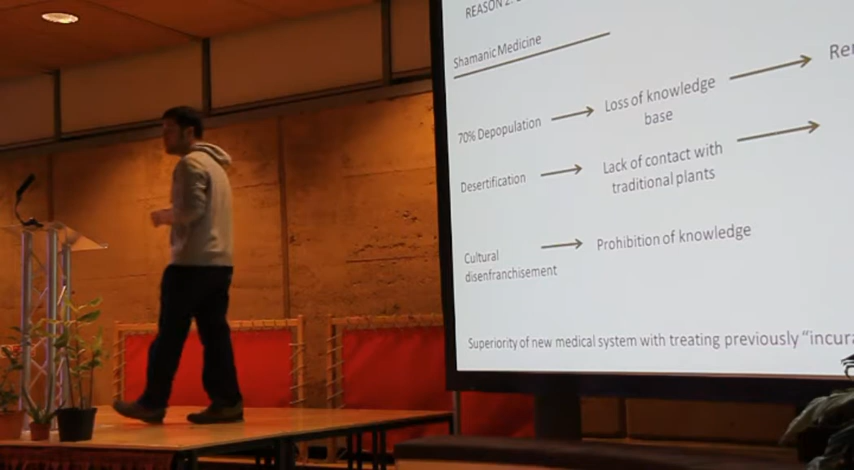 REASON 2:
Shamanic Medicine
70% Depopulation
Loss of knowledge
base
Desertification
Lack of contact with
traditional plants
Cultural
disenfranchisement
Prohibition of knowledge
Superiority of new medical system with treating previously "incura